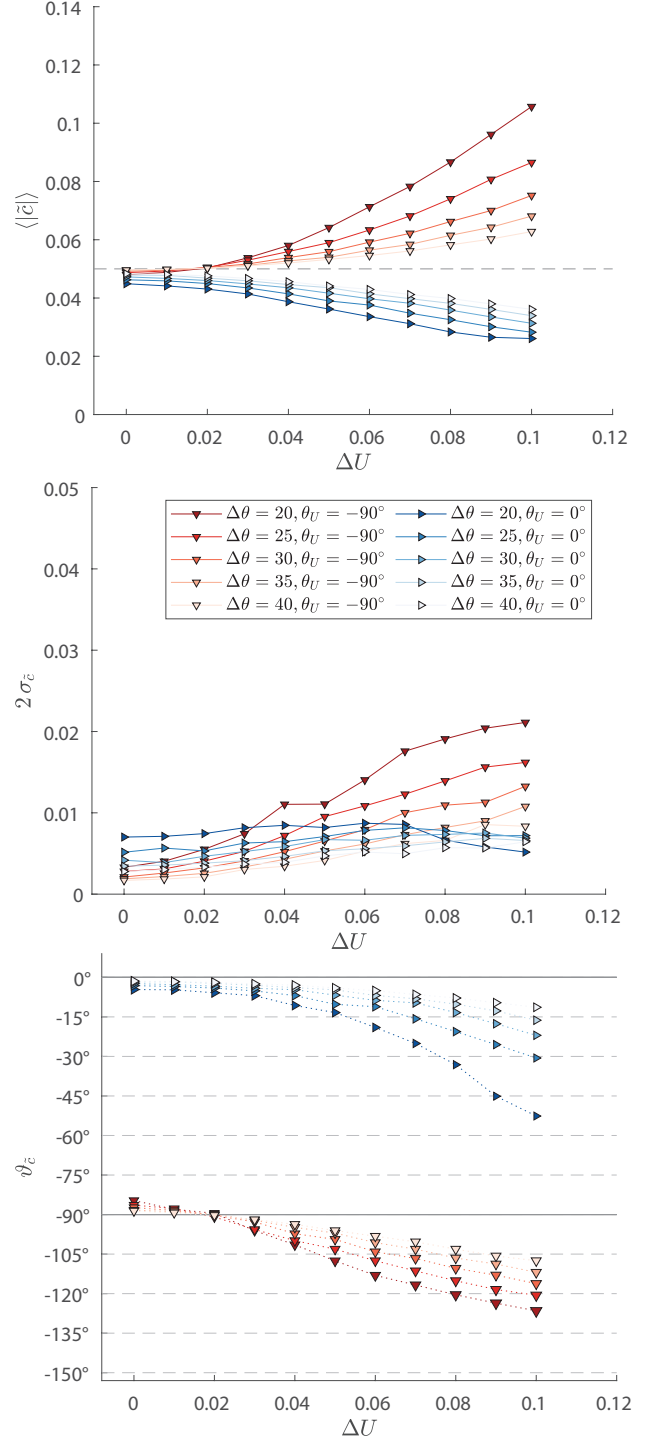 0.14
0.12
0.1
0.08
0.06
0.04
0.02
0
⟨|c̃|⟩
0 0.02 0.04 0.06 0.08 0.1 0.12
ΔU
0.05
0.04
0.03
0.02
0.01
0
2 σ_c̃
Δθ = 20, θ_U = −90° Δθ = 20, θ_U = 0°
Δθ = 25, θ_U = −90° Δθ = 25, θ_U = 0°
Δθ = 30, θ_U = −90° Δθ = 30, θ_U = 0°
Δθ = 35, θ_U = −90° Δθ = 35, θ_U = 0°
Δθ = 40, θ_U = −90° Δθ = 40, θ_U = 0°
0 0.02 0.04 0.06 0.08 0.1 0.12
ΔU
0°
-15°
-30°
-45°
-60°
-75°
-90°
-105°
-120°
-135°
-150°
ϑ_c̃
0 0.02 0.04 0.06 0.08 0.1 0.12
ΔU